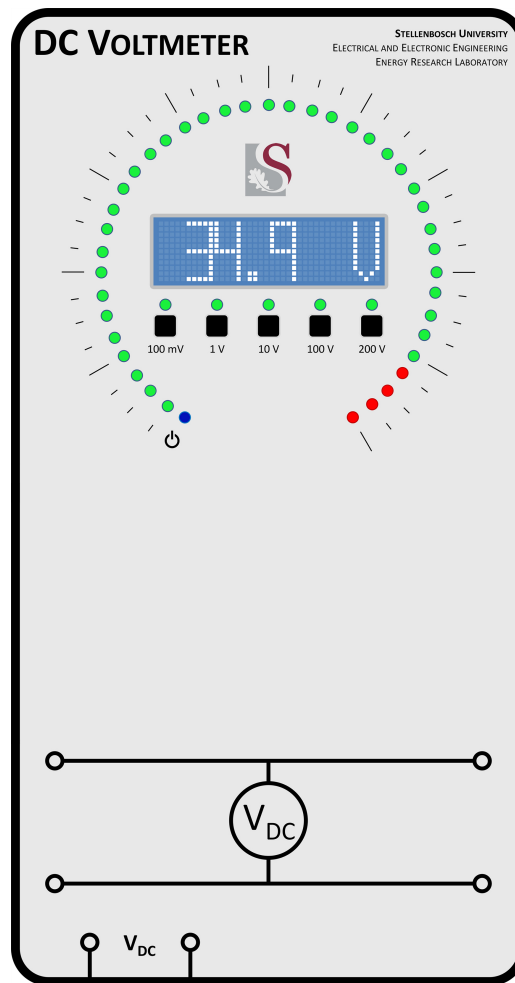 DC VOLTMETER
STELLENBOSCH UNIVERSITY
ELECTRICAL AND ELECTRONIC ENGINEERING
ENERGY RESEARCH LABORATORY
S
34.9 V
100 mV 1 V 10 V 100 V 200 V
VDC
VDC